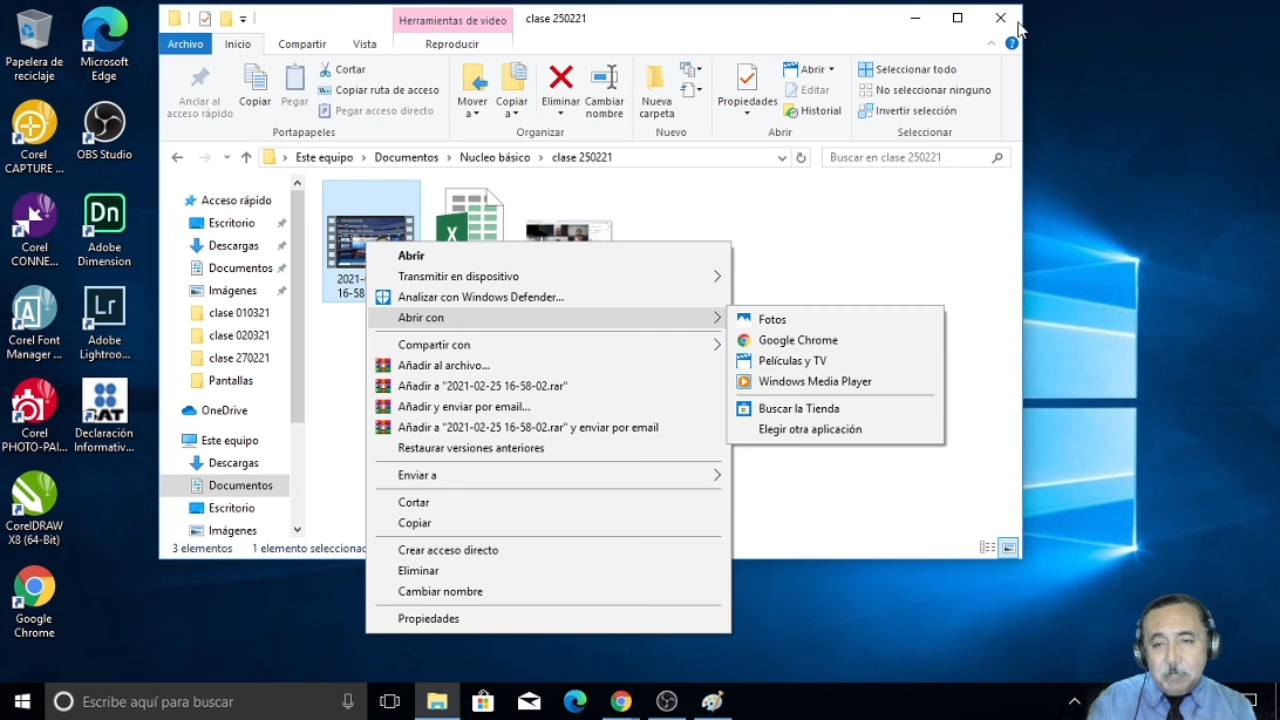 Papelera de
reciclaje
Microsoft
Edge
Corel
CAPTURE ...
OBS Studio
Corel
CONNE...
Adobe
Dimension
Corel Font
Manager ...
Adobe
Lightroo...
Corel
PHOTO-PAI...
Declaración
Informativ...
CorelDRAW
X8 (64-Bit)
Google
Chrome
Herramientas de video
clase 250221
Archivo
Inicio
Compartir
Vista
Reproducir
Anclar al
acceso rápido
Copiar
Pegar
Cortar
Copiar ruta de acceso
Pegar acceso directo
Portapapeles
Mover
a
Copiar
a
Eliminar
Cambiar
nombre
Organizar
Nueva
carpeta
Nuevo
Propiedades
Abrir
Editar
Historial
Abrir
Seleccionar todo
No seleccionar ninguno
Invertir selección
Seleccionar
Este equipo > Documentos > Nucleo básico > clase 250221
Buscar en clase 250221
Acceso rápido
Escritorio
Descargas
Documentos
Imágenes
clase 010321
clase 020321
clase 270221
Pantallas
OneDrive
Este equipo
Descargas
Documentos
Escritorio
Imágenes
2021-
16-58
Abrir
Transmitir en dispositivo
Analizar con Windows Defender...
Abrir con
Compartir con
Añadir al archivo...
Añadir a "2021-02-25 16-58-02.rar"
Añadir y enviar por email...
Añadir a "2021-02-25 16-58-02.rar" y enviar por email
Restaurar versiones anteriores
Enviar a
Cortar
Copiar
Crear acceso directo
Eliminar
Cambiar nombre
Propiedades
Fotos
Google Chrome
Películas y TV
Windows Media Player
Buscar la Tienda
Elegir otra aplicación
3 elementos
1 elemento seleccionad
Escribe aquí para buscar